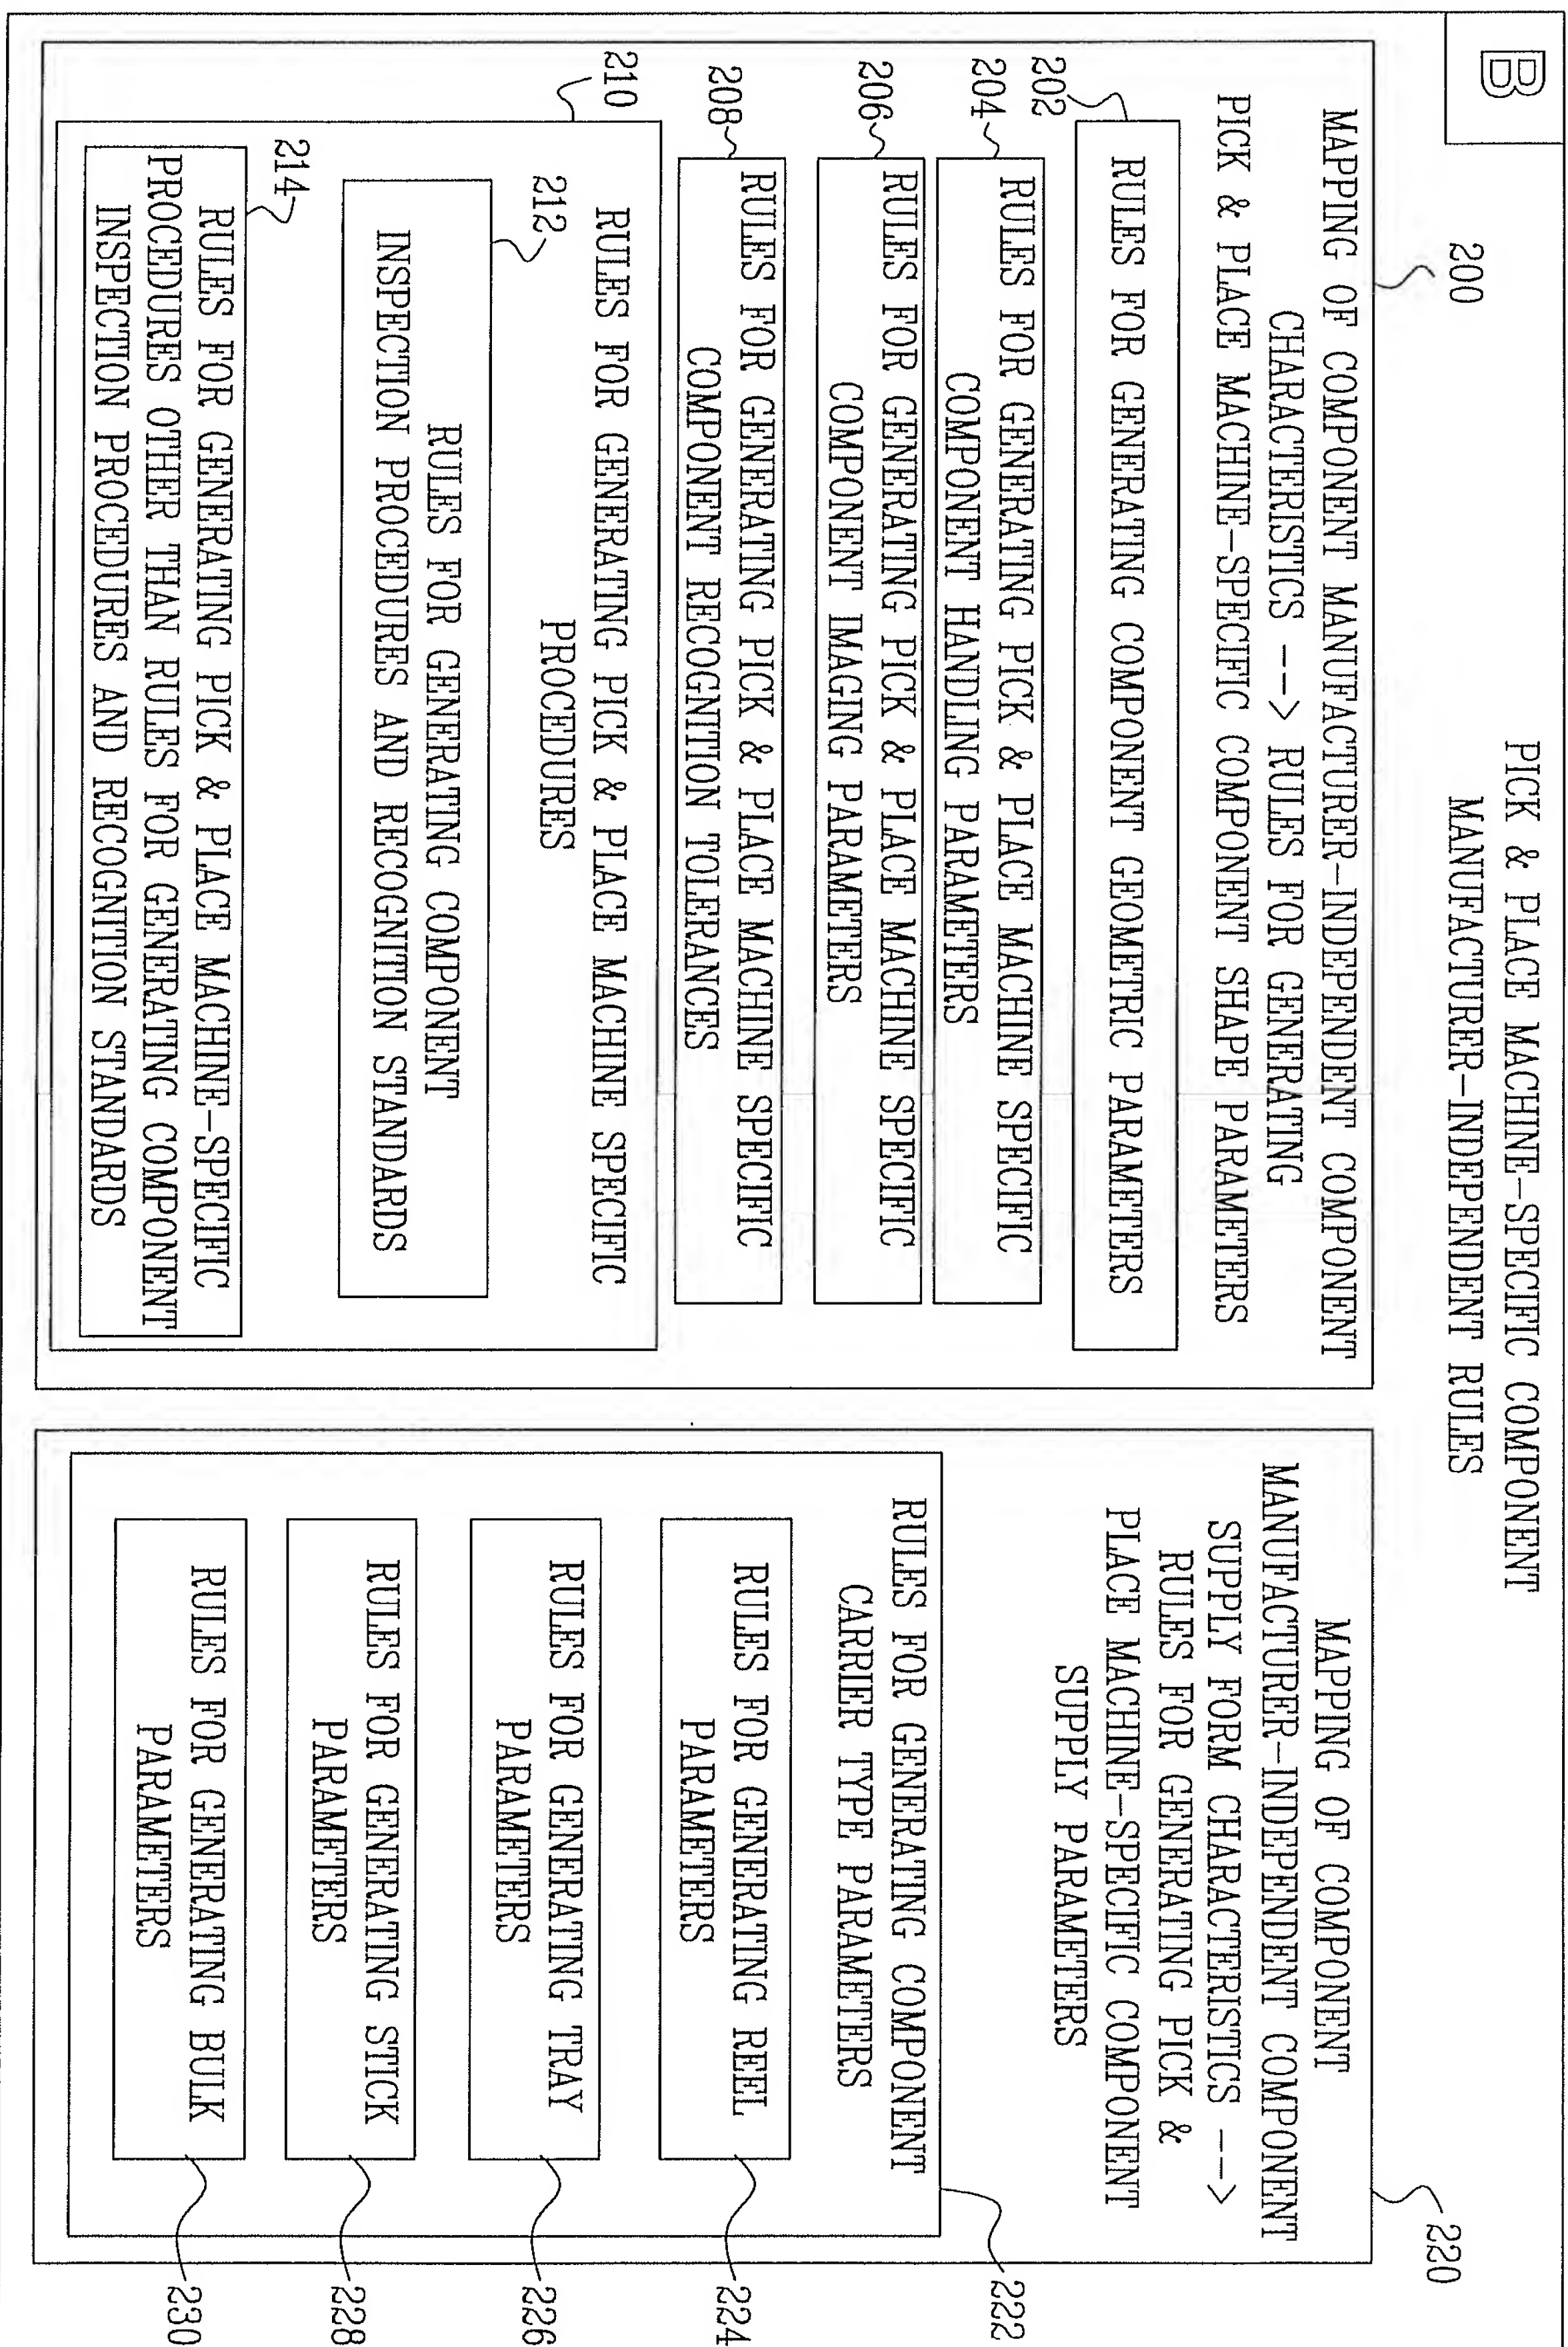 B
PICK & PLACE MACHINE-SPECIFIC COMPONENT
MANUFACTURER-INDEPENDENT RULES
200
MAPPING OF COMPONENT MANUFACTURER-INDEPENDENT COMPONENT
CHARACTERISTICS --> RULES FOR GENERATING
PICK & PLACE MACHINE-SPECIFIC COMPONENT SHAPE PARAMETERS
202
RULES FOR GENERATING COMPONENT GEOMETRIC PARAMETERS
204
RULES FOR GENERATING PICK & PLACE MACHINE SPECIFIC
COMPONENT HANDLING PARAMETERS
206
RULES FOR GENERATING PICK & PLACE MACHINE SPECIFIC
COMPONENT IMAGING PARAMETERS
208
RULES FOR GENERATING PICK & PLACE MACHINE SPECIFIC
COMPONENT RECOGNITION TOLERANCES
210
RULES FOR GENERATING PICK & PLACE MACHINE SPECIFIC
PROCEDURES
212
RULES FOR GENERATING COMPONENT
INSPECTION PROCEDURES AND RECOGNITION STANDARDS
214
RULES FOR GENERATING PICK & PLACE MACHINE-SPECIFIC
PROCEDURES OTHER THAN RULES FOR GENERATING COMPONENT
INSPECTION PROCEDURES AND RECOGNITION STANDARDS
220
MAPPING OF COMPONENT
MANUFACTURER-INDEPENDENT COMPONENT
SUPPLY FORM CHARACTERISTICS -->
RULES FOR GENERATING PICK &
PLACE MACHINE-SPECIFIC COMPONENT
SUPPLY PARAMETERS
222
RULES FOR GENERATING COMPONENT
CARRIER TYPE PARAMETERS
RULES FOR GENERATING REEL
PARAMETERS
224
RULES FOR GENERATING TRAY
PARAMETERS
226
RULES FOR GENERATING STICK
PARAMETERS
228
RULES FOR GENERATING BULK
PARAMETERS
230